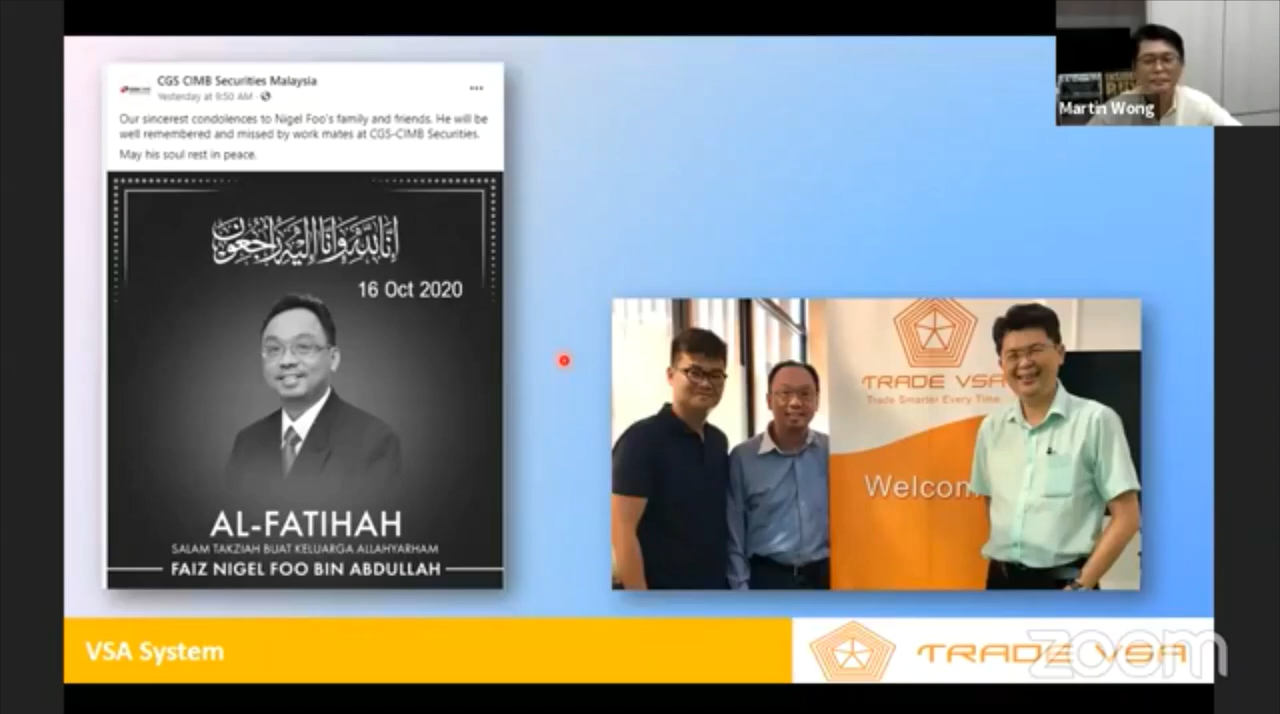 CGS CIMB Securities Malaysia
Yesterday at 9:50 AM ·
Our sincerest condolences to Nigel Foo's family and friends. He will be
well remembered and missed by work mates at CGS-CIMB Securities.
May his soul rest in peace.
إنا لله وإنا إليه راجعون
16 Oct 2020
AL-FATIHAH
SALAM TAKZIAH BUAT KELUARGA ALLAHYARHAM
FAIZ NIGEL FOO BIN ABDULLAH
TRADE VSA
Trade Smarter Every Time
Welcom
Martin Wong
VSA System
TRADE VSA
zoom